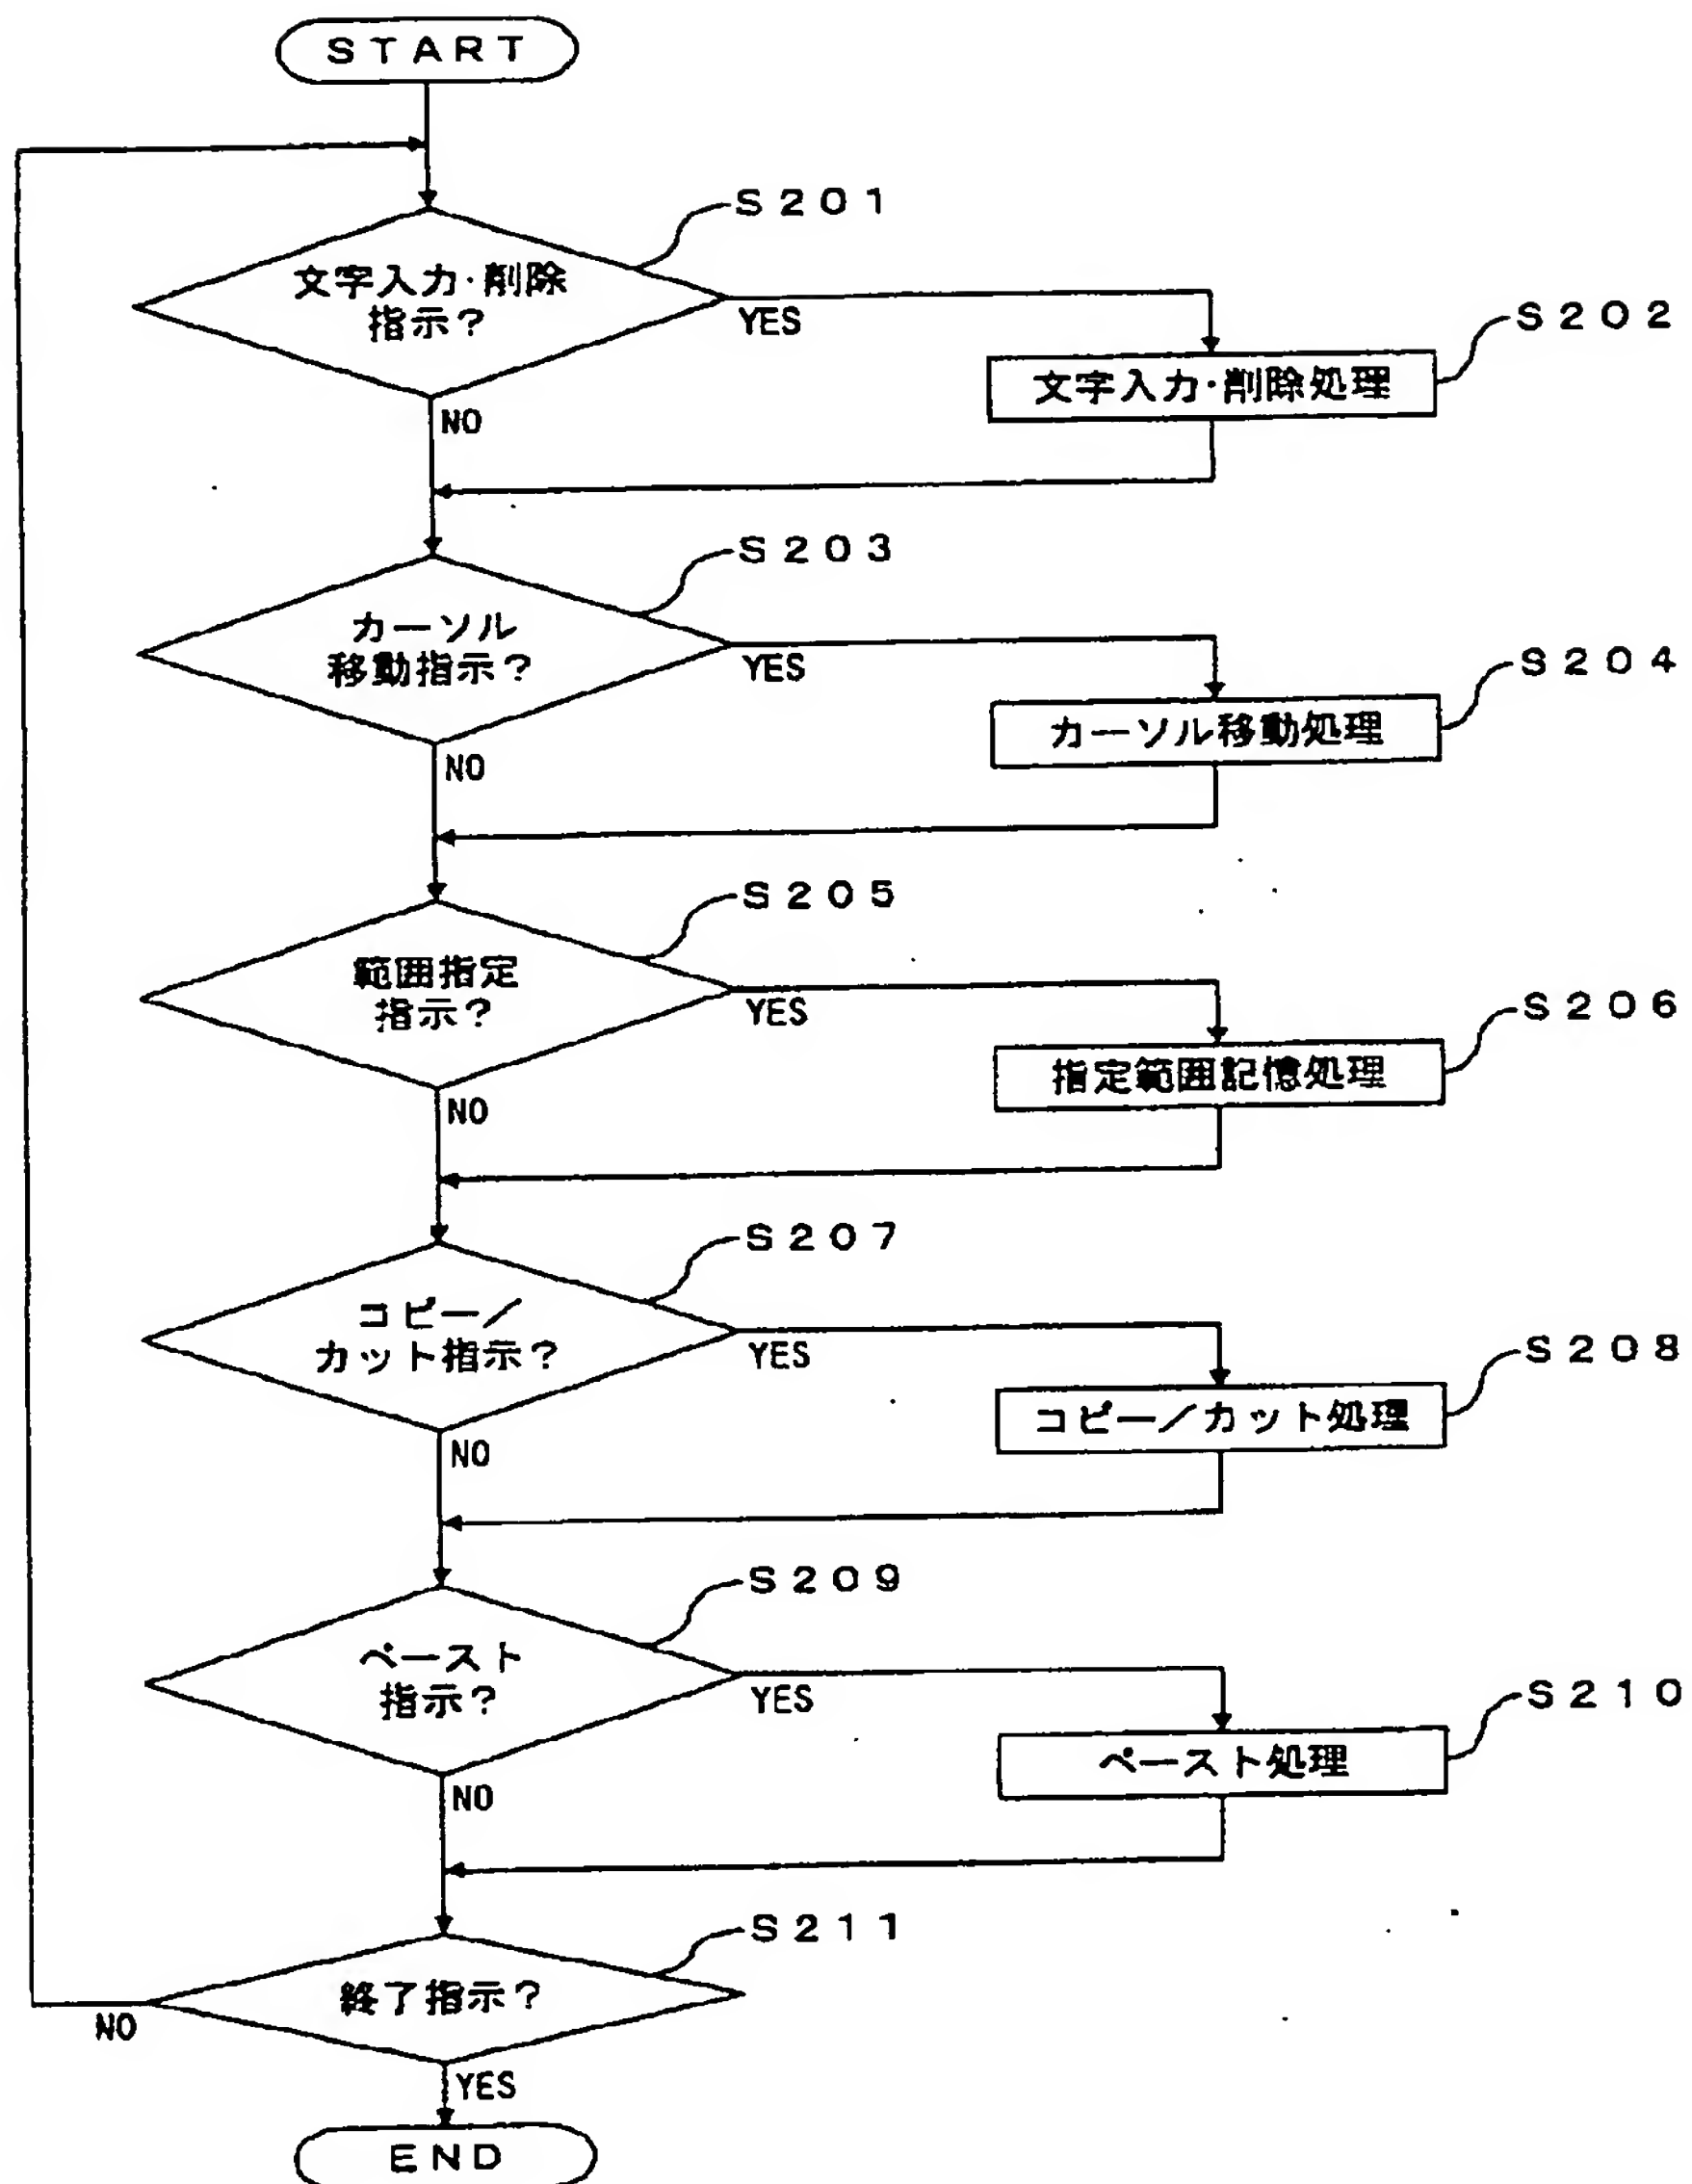 START
S201
文字入力・削除
指示？
YES
NO
S202
文字入力・削除処理
S203
カーソル
移動指示？
YES
NO
S204
カーソル移動処理
S205
範囲指定
指示？
YES
NO
S206
指定範囲記憶処理
S207
コピー／
カット指示？
YES
NO
S208
コピー／カット処理
S209
ペースト
指示？
YES
NO
S210
ペースト処理
S211
終了指示？
NO
YES
END